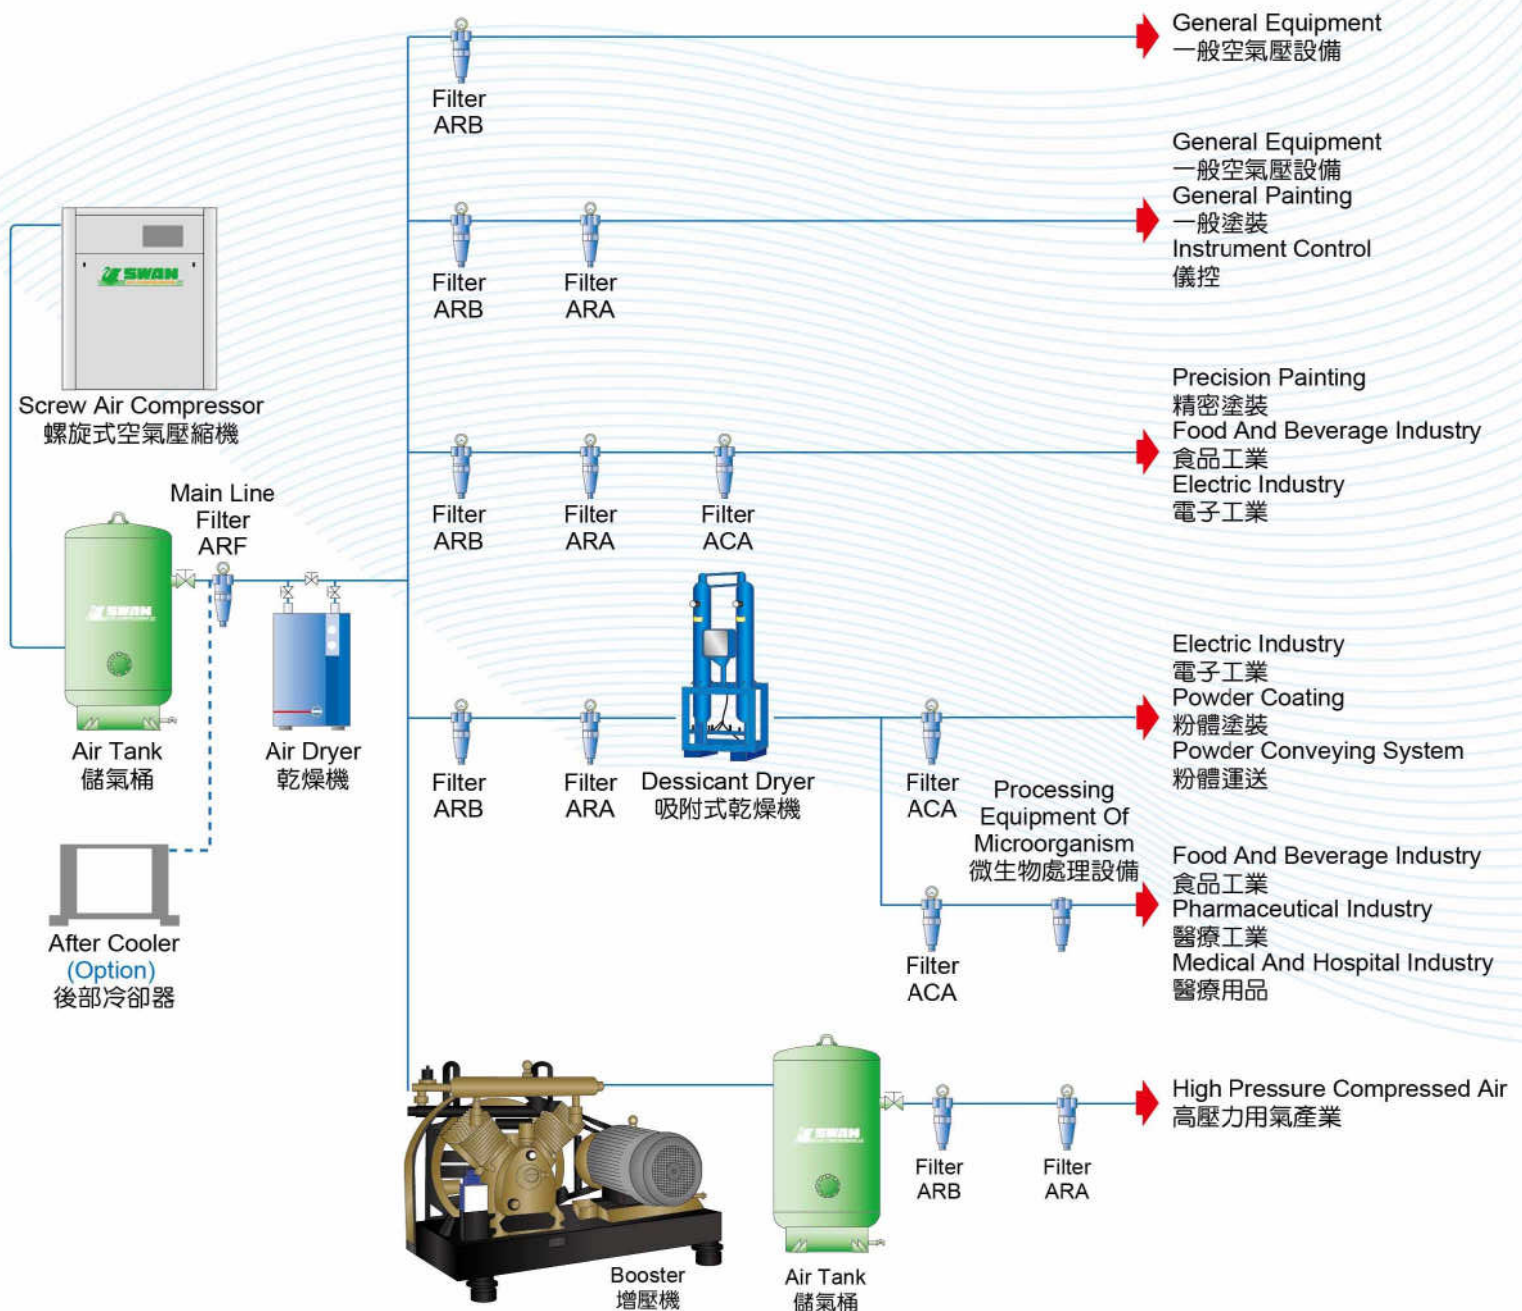 General Equipment
一般空氣壓設備
Filter
ARB
General Equipment
一般空氣壓設備
General Painting
一般塗裝
Instrument Control
儀控
Filter
ARB
Filter
ARA
SWAN
Screw Air Compressor
螺旋式空氣壓縮機
Precision Painting
精密塗裝
Food And Beverage Industry
食品工業
Electric Industry
電子工業
Filter
ARB
Filter
ARA
Filter
ACA
Main Line
Filter
ARF
SWAN
Air Tank
儲氣桶
Air Dryer
乾燥機
Filter
ARB
Filter
ARA
Dessicant Dryer
吸附式乾燥機
Filter
ACA
Electric Industry
電子工業
Powder Coating
粉體塗裝
Powder Conveying System
粉體運送
Processing
Equipment Of
Microorganism
微生物處理設備
Food And Beverage Industry
食品工業
Pharmaceutical Industry
醫療工業
Medical And Hospital Industry
醫療用品
Filter
ACA
After Cooler
(Option)
後部冷卻器
SWAN
High Pressure Compressed Air
高壓力用氣產業
Filter
ARB
Filter
ARA
Booster
增壓機
Air Tank
儲氣桶